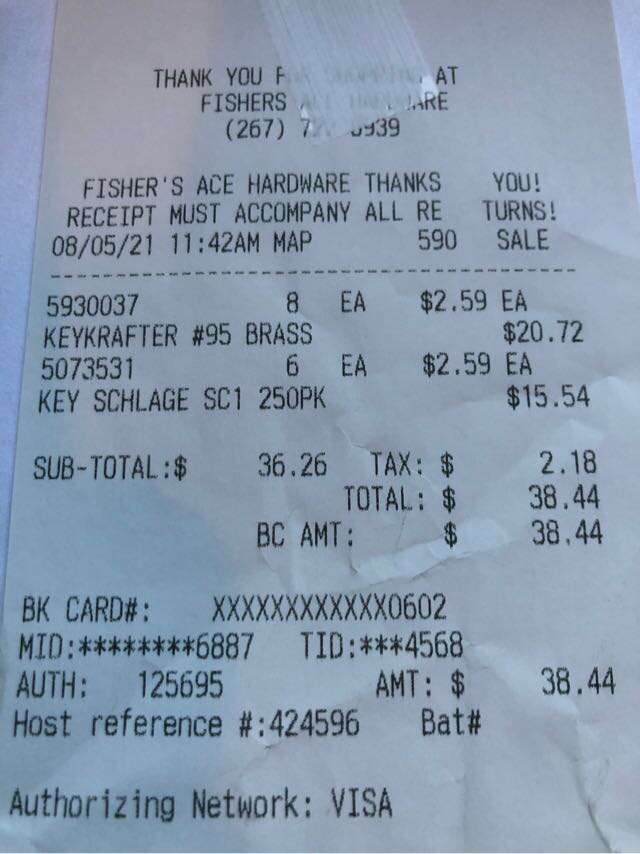 THANK YOU AT
FISHERS
(267)
FISHER'S ACE HARDWARE THANKS YOU!
RECEIPT MUST ACCOMPANY ALL RE TURNS!
08/05/21 11:42AM MAP 590 SALE
--------------------------------------------
5930037 8 EA $2.59 EA
KEYKRAFTER #95 BRASS $20.72
5073531 6 EA $2.59 EA
KEY SCHLAGE SC1 250PK $15.54
SUB-TOTAL:$ 36.26 TAX: $ 2.18
TOTAL: $ 38.44
BC AMT: $ 38.44
BK CARD#: XXXXXXXXXXXX0602
MID:********6887 TID:***4568
AUTH: 125695 AMT: $ 38.44
Host reference #:424596 Bat#
Authorizing Network: VISA